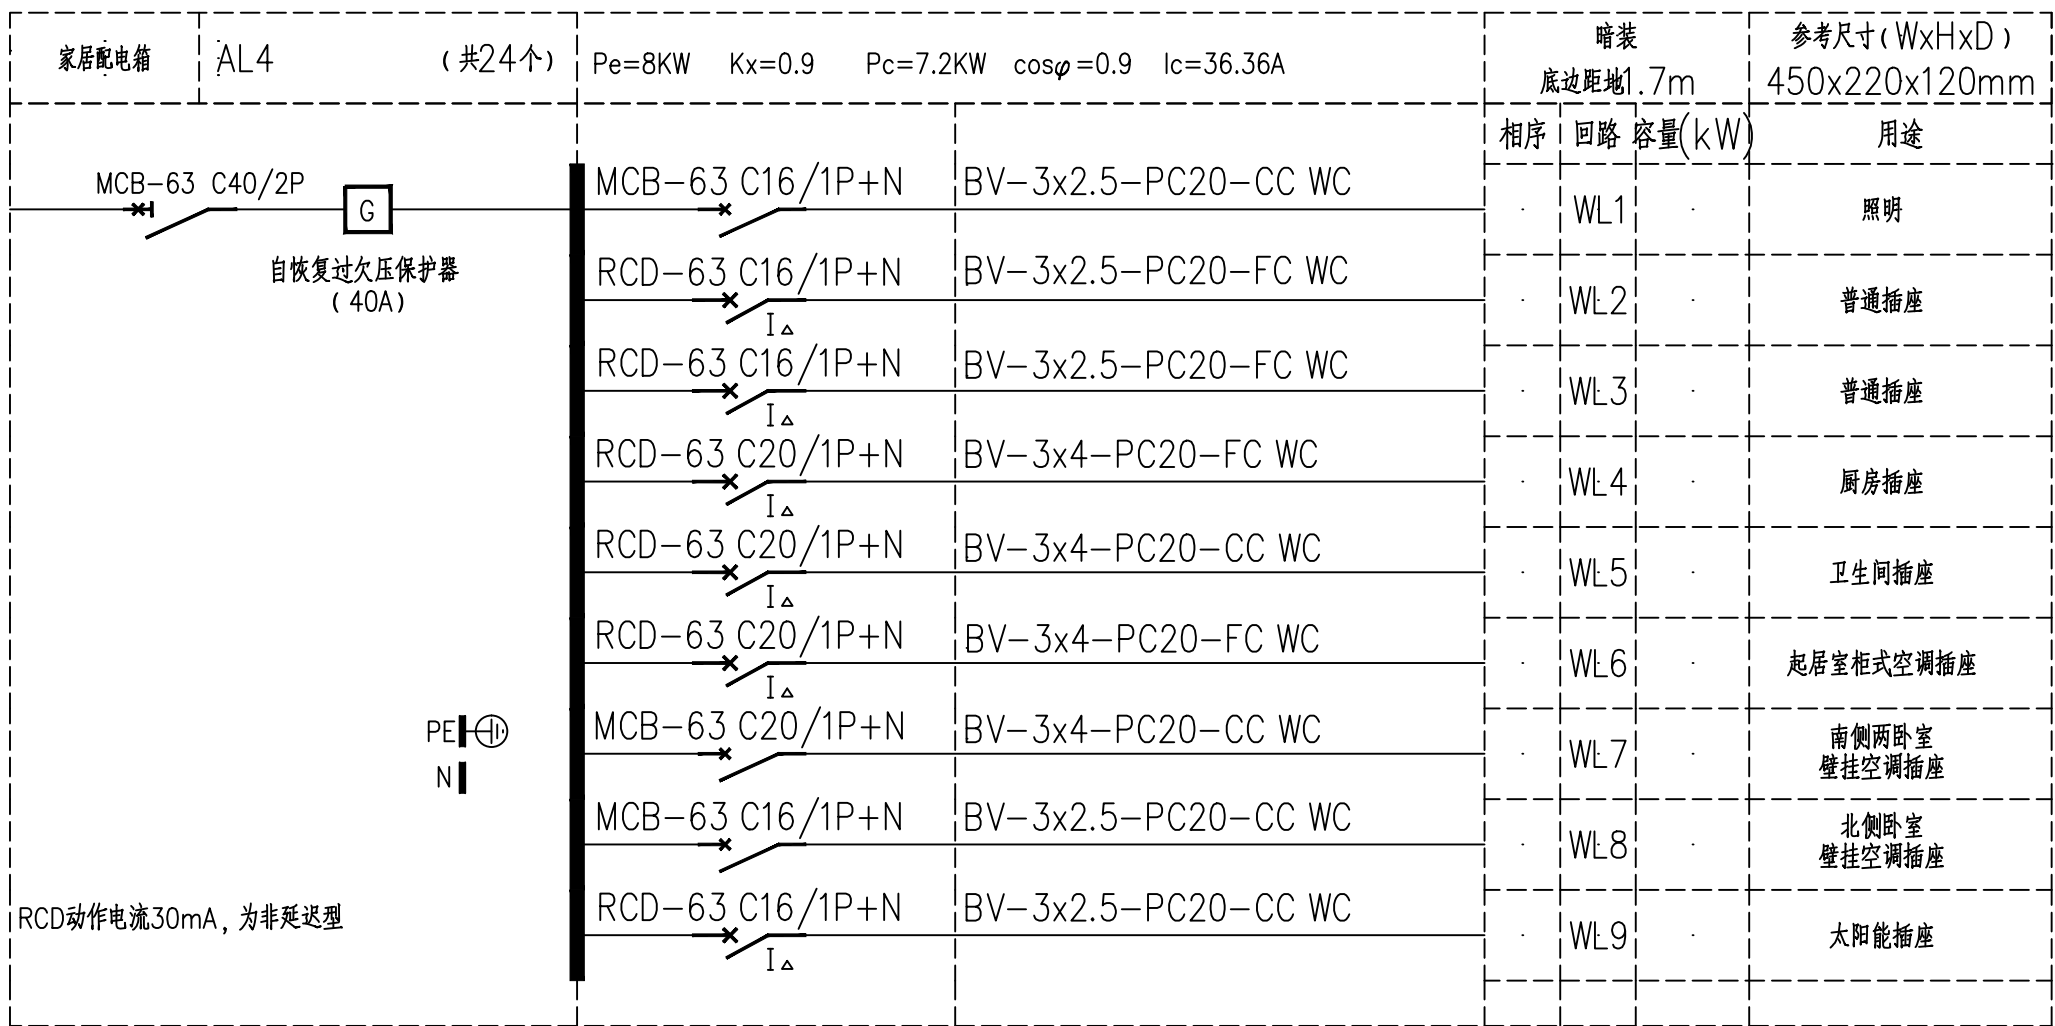 家居配电箱 AL4 (共24个) Pe=8KW Kx=0.9 Pc=7.2KW cosφ=0.9 Ic=36.36A
暗装
底边距地1.7m
参考尺寸(WxHxD)
450x220x120mm
相序 回路 容量(kW) 用途
MCB-63 C40/2P
G
自恢复过欠压保护器
(40A)
MCB-63 C16/1P+N BV-3x2.5-PC20-CC WC WL1 照明
RCD-63 C16/1P+N BV-3x2.5-PC20-FC WC WL2 普通插座
I△
RCD-63 C16/1P+N BV-3x2.5-PC20-FC WC WL3 普通插座
I△
RCD-63 C20/1P+N BV-3x4-PC20-FC WC WL4 厨房插座
I△
RCD-63 C20/1P+N BV-3x4-PC20-CC WC WL5 卫生间插座
I△
RCD-63 C20/1P+N BV-3x4-PC20-FC WC WL6 起居室柜式空调插座
I△
PE
N
MCB-63 C20/1P+N BV-3x4-PC20-CC WC WL7 南侧两卧室
壁挂空调插座
MCB-63 C16/1P+N BV-3x2.5-PC20-CC WC WL8 北侧卧室
壁挂空调插座
RCD-63 C16/1P+N BV-3x2.5-PC20-CC WC WL9 太阳能插座
I△
RCD动作电流30mA,为非延迟型